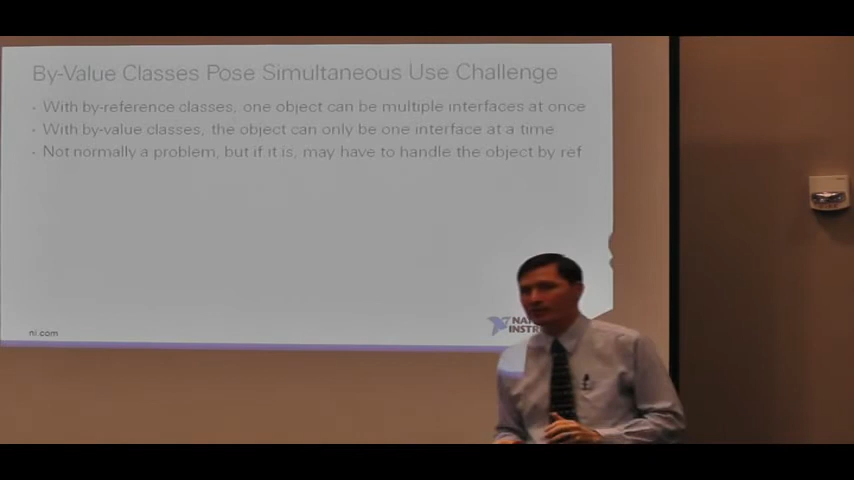 By-Value Classes Pose Simultaneous Use Challenge
· With by-reference classes, one object can be multiple interfaces at once
· With by-value classes, the object can only be one interface at a time
· Not normally a problem, but if it is, may have to handle the object by ref
ni.com